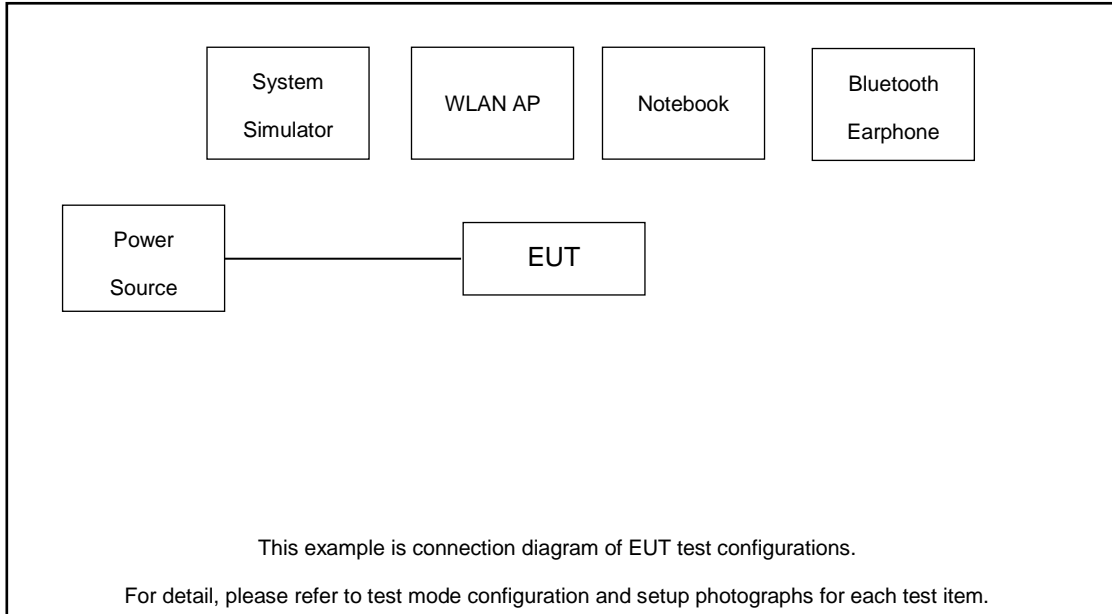 System
Simulator
WLAN AP
Notebook
Bluetooth
Earphone
Power
Source
EUT
This example is connection diagram of EUT test configurations.
For detail, please refer to test mode configuration and setup photographs for each test item.